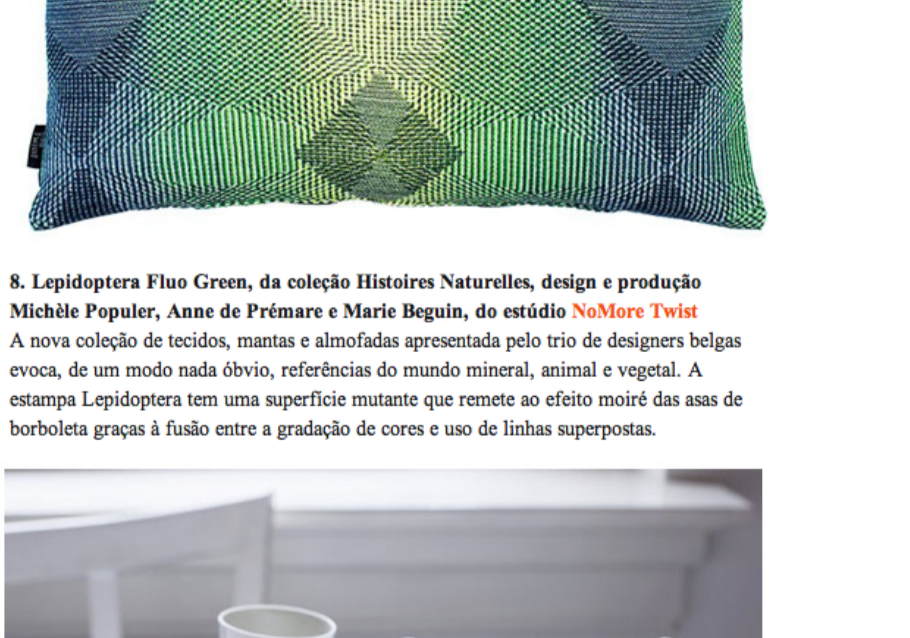 8. Lepidoptera Fluo Green, da coleção Histoires Naturelles, design e produção
Michèle Populer, Anne de Prémare e Marie Beguin, do estúdio NoMore Twist
A nova coleção de tecidos, mantas e almofadas apresentada pelo trio de designers belgas
evoca, de um modo nada óbvio, referências do mundo mineral, animal e vegetal. A
estampa Lepidoptera tem uma superfície mutante que remete ao efeito moiré das asas de
borboleta graças à fusão entre a gradação de cores e uso de linhas superpostas.